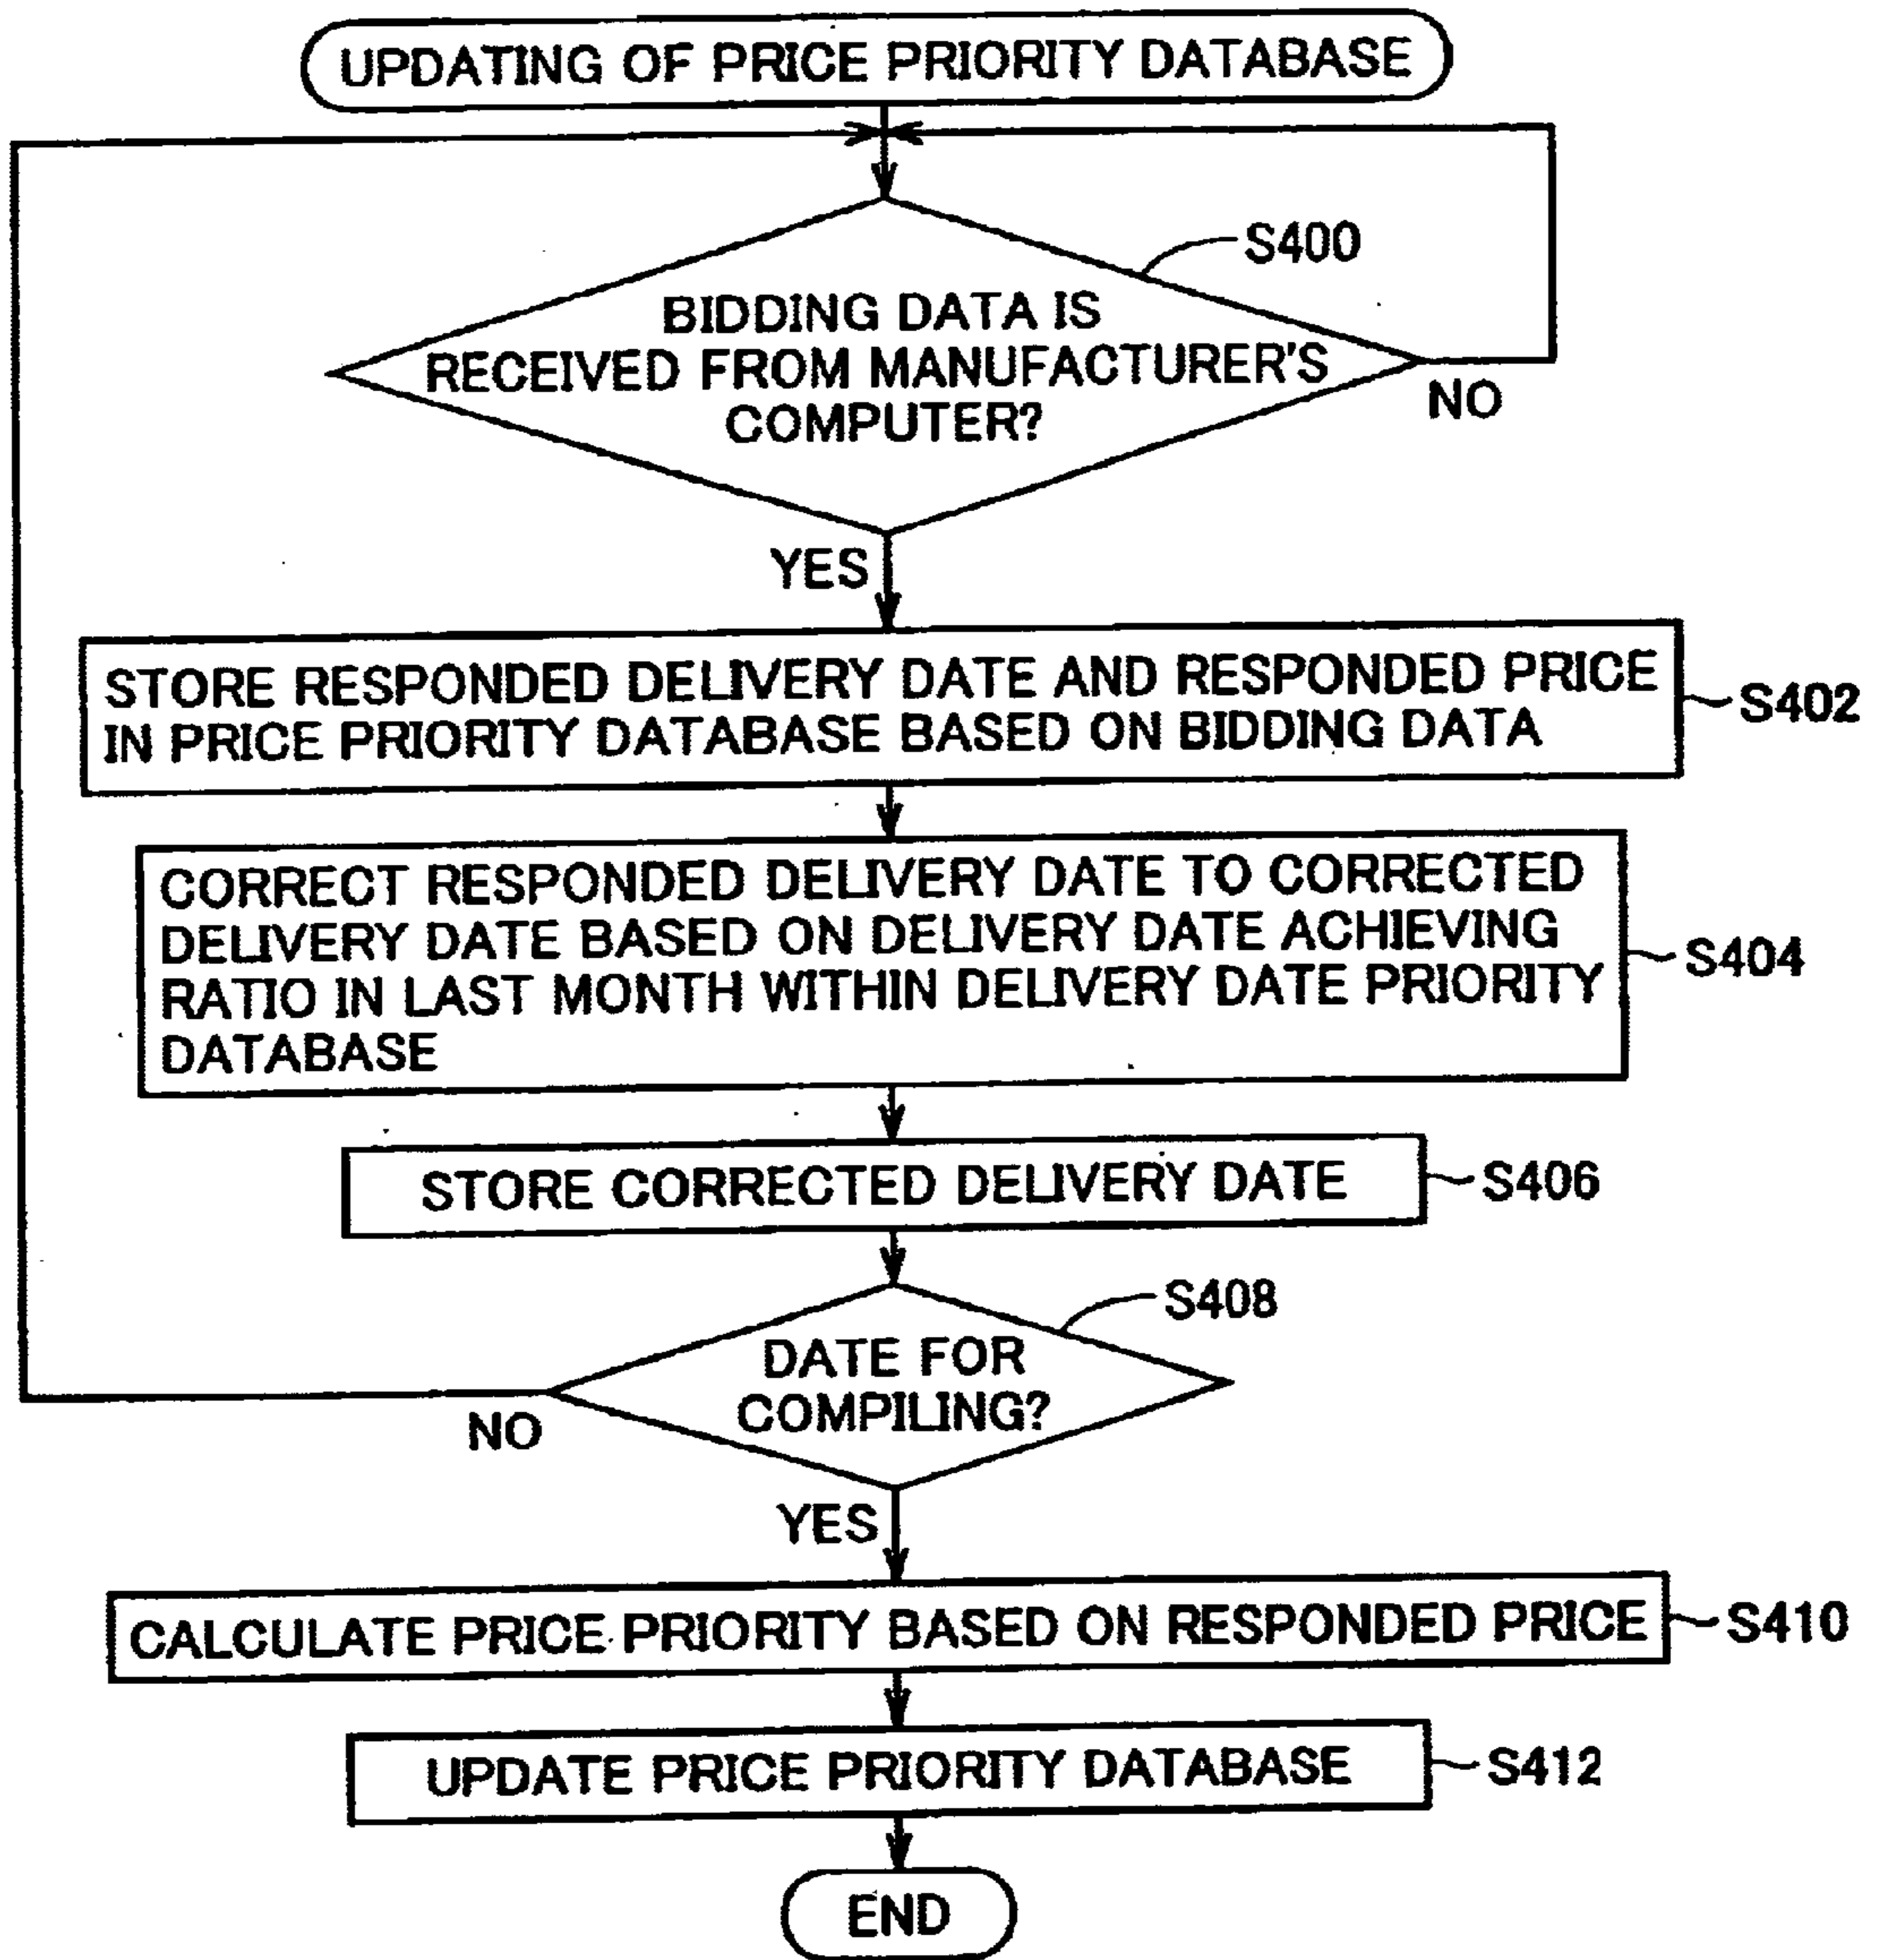 UPDATING OF PRICE PRIORITY DATABASE
S400
BIDDING DATA IS
RECEIVED FROM MANUFACTURER'S
COMPUTER?
NO
YES
STORE RESPONDED DELIVERY DATE AND RESPONDED PRICE
IN PRICE PRIORITY DATABASE BASED ON BIDDING DATA
S402
CORRECT RESPONDED DELIVERY DATE TO CORRECTED
DELIVERY DATE BASED ON DELIVERY DATE ACHIEVING
RATIO IN LAST MONTH WITHIN DELIVERY DATE PRIORITY
DATABASE
S404
STORE CORRECTED DELIVERY DATE
S406
S408
DATE FOR
COMPILING?
NO
YES
CALCULATE PRICE PRIORITY BASED ON RESPONDED PRICE
S410
UPDATE PRICE PRIORITY DATABASE
S412
END